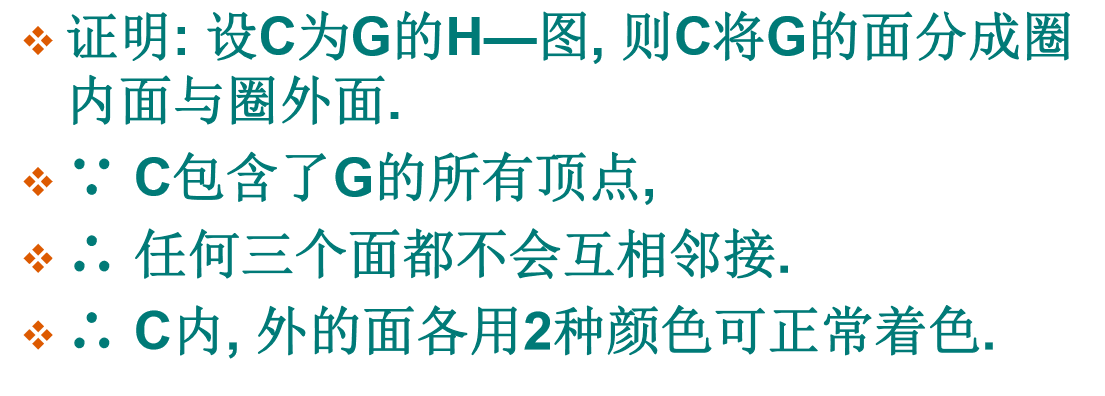 ❖ 证明: 设C为G的H—图, 则C将G的面分成圈
内面与圈外面.
❖ ∵ C包含了G的所有顶点,
❖ ∴ 任何三个面都不会互相邻接.
❖ ∴ C内, 外的面各用2种颜色可正常着色.